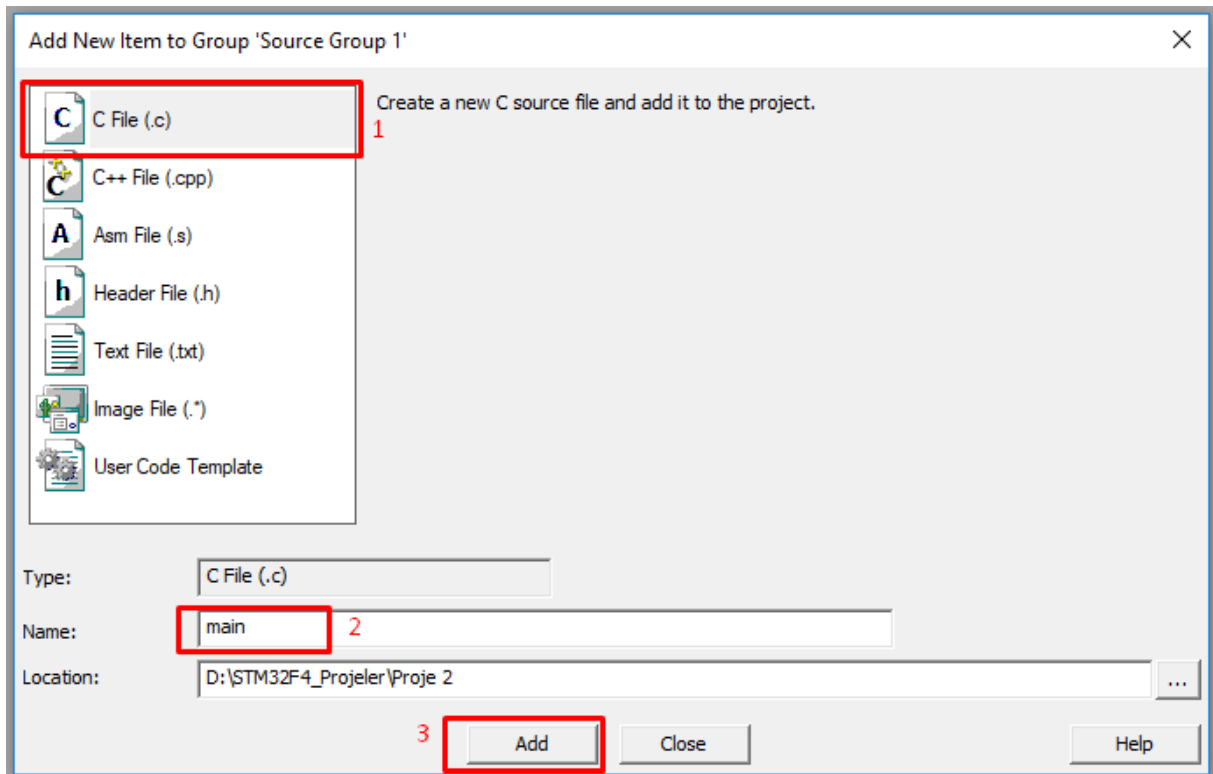 Add New Item to Group 'Source Group 1'
C File (.c)
Create a new C source file and add it to the project.
1
C++ File (.cpp)
Asm File (.s)
Header File (.h)
Text File (.txt)
Image File (.*)
User Code Template
Type:
C File (.c)
Name:
main
2
Location:
D:\STM32F4_Projeler\Proje 2
...
3
Add
Close
Help